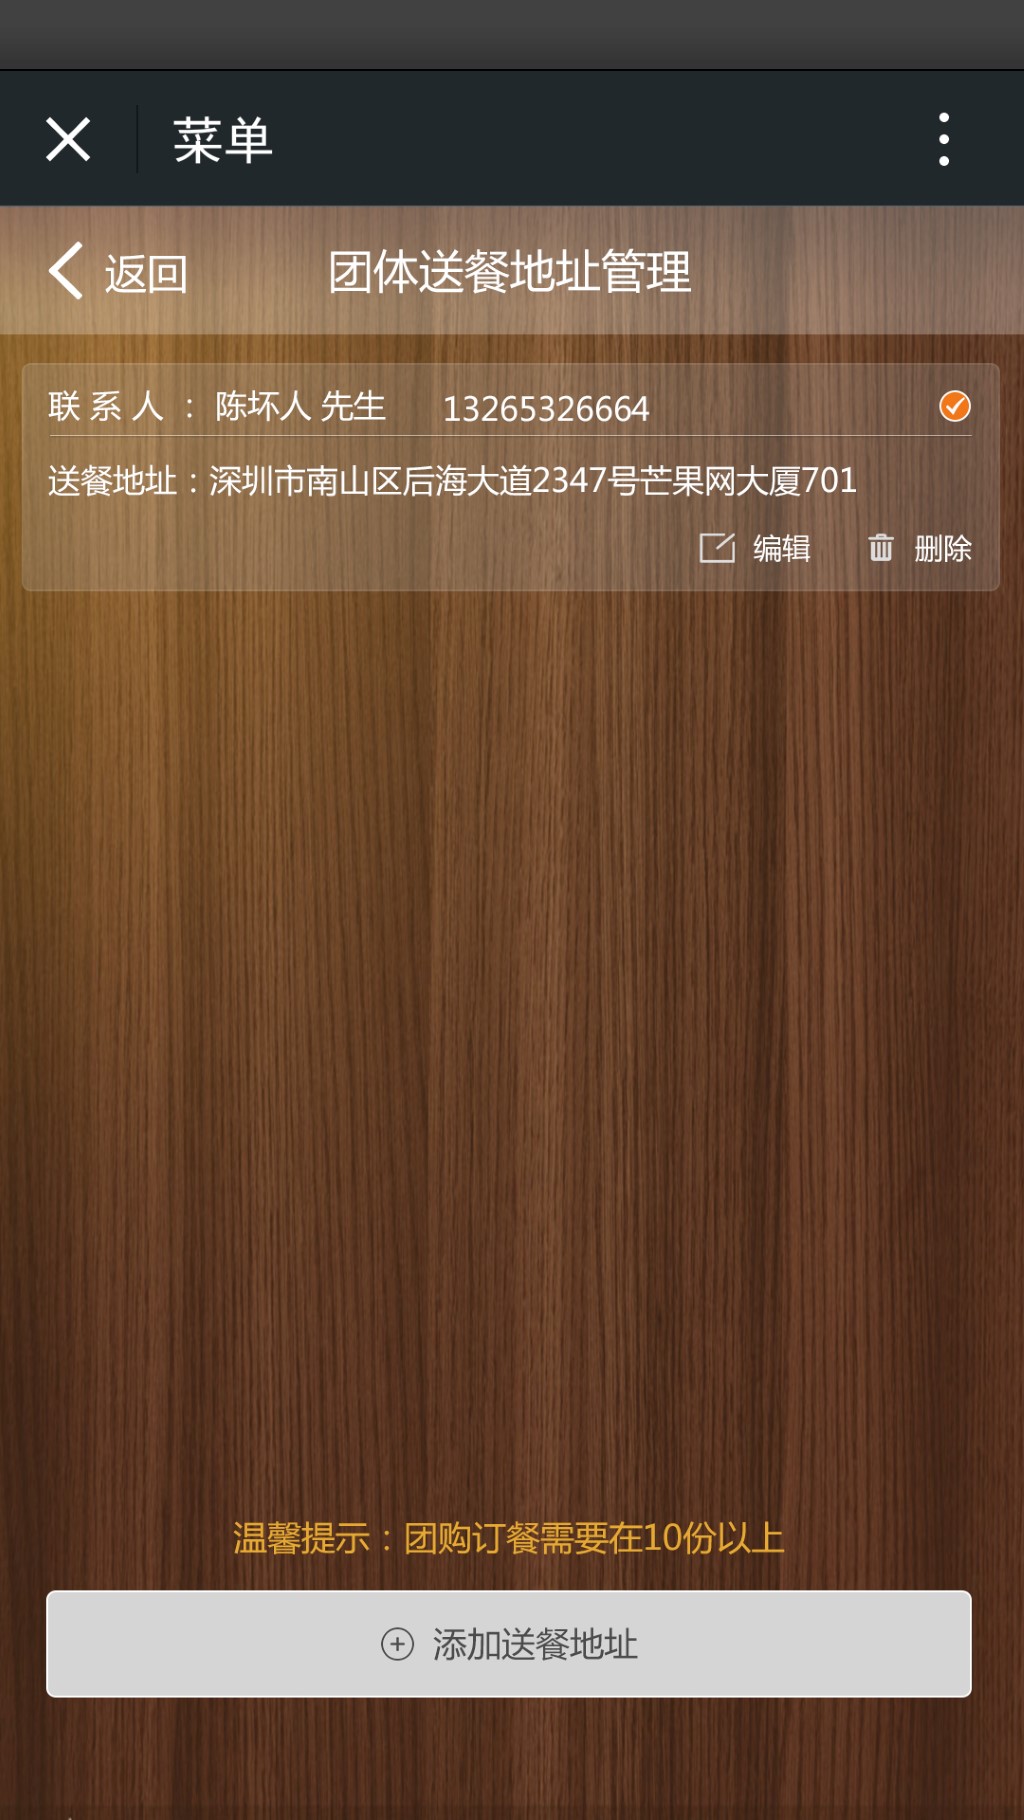 菜单
返回 团体送餐地址管理
联 系 人 ： 陈坏人 先生 13265326664
送餐地址：深圳市南山区后海大道2347号芒果网大厦701
编辑 删除
温馨提示：团购订餐需要在10份以上
添加送餐地址